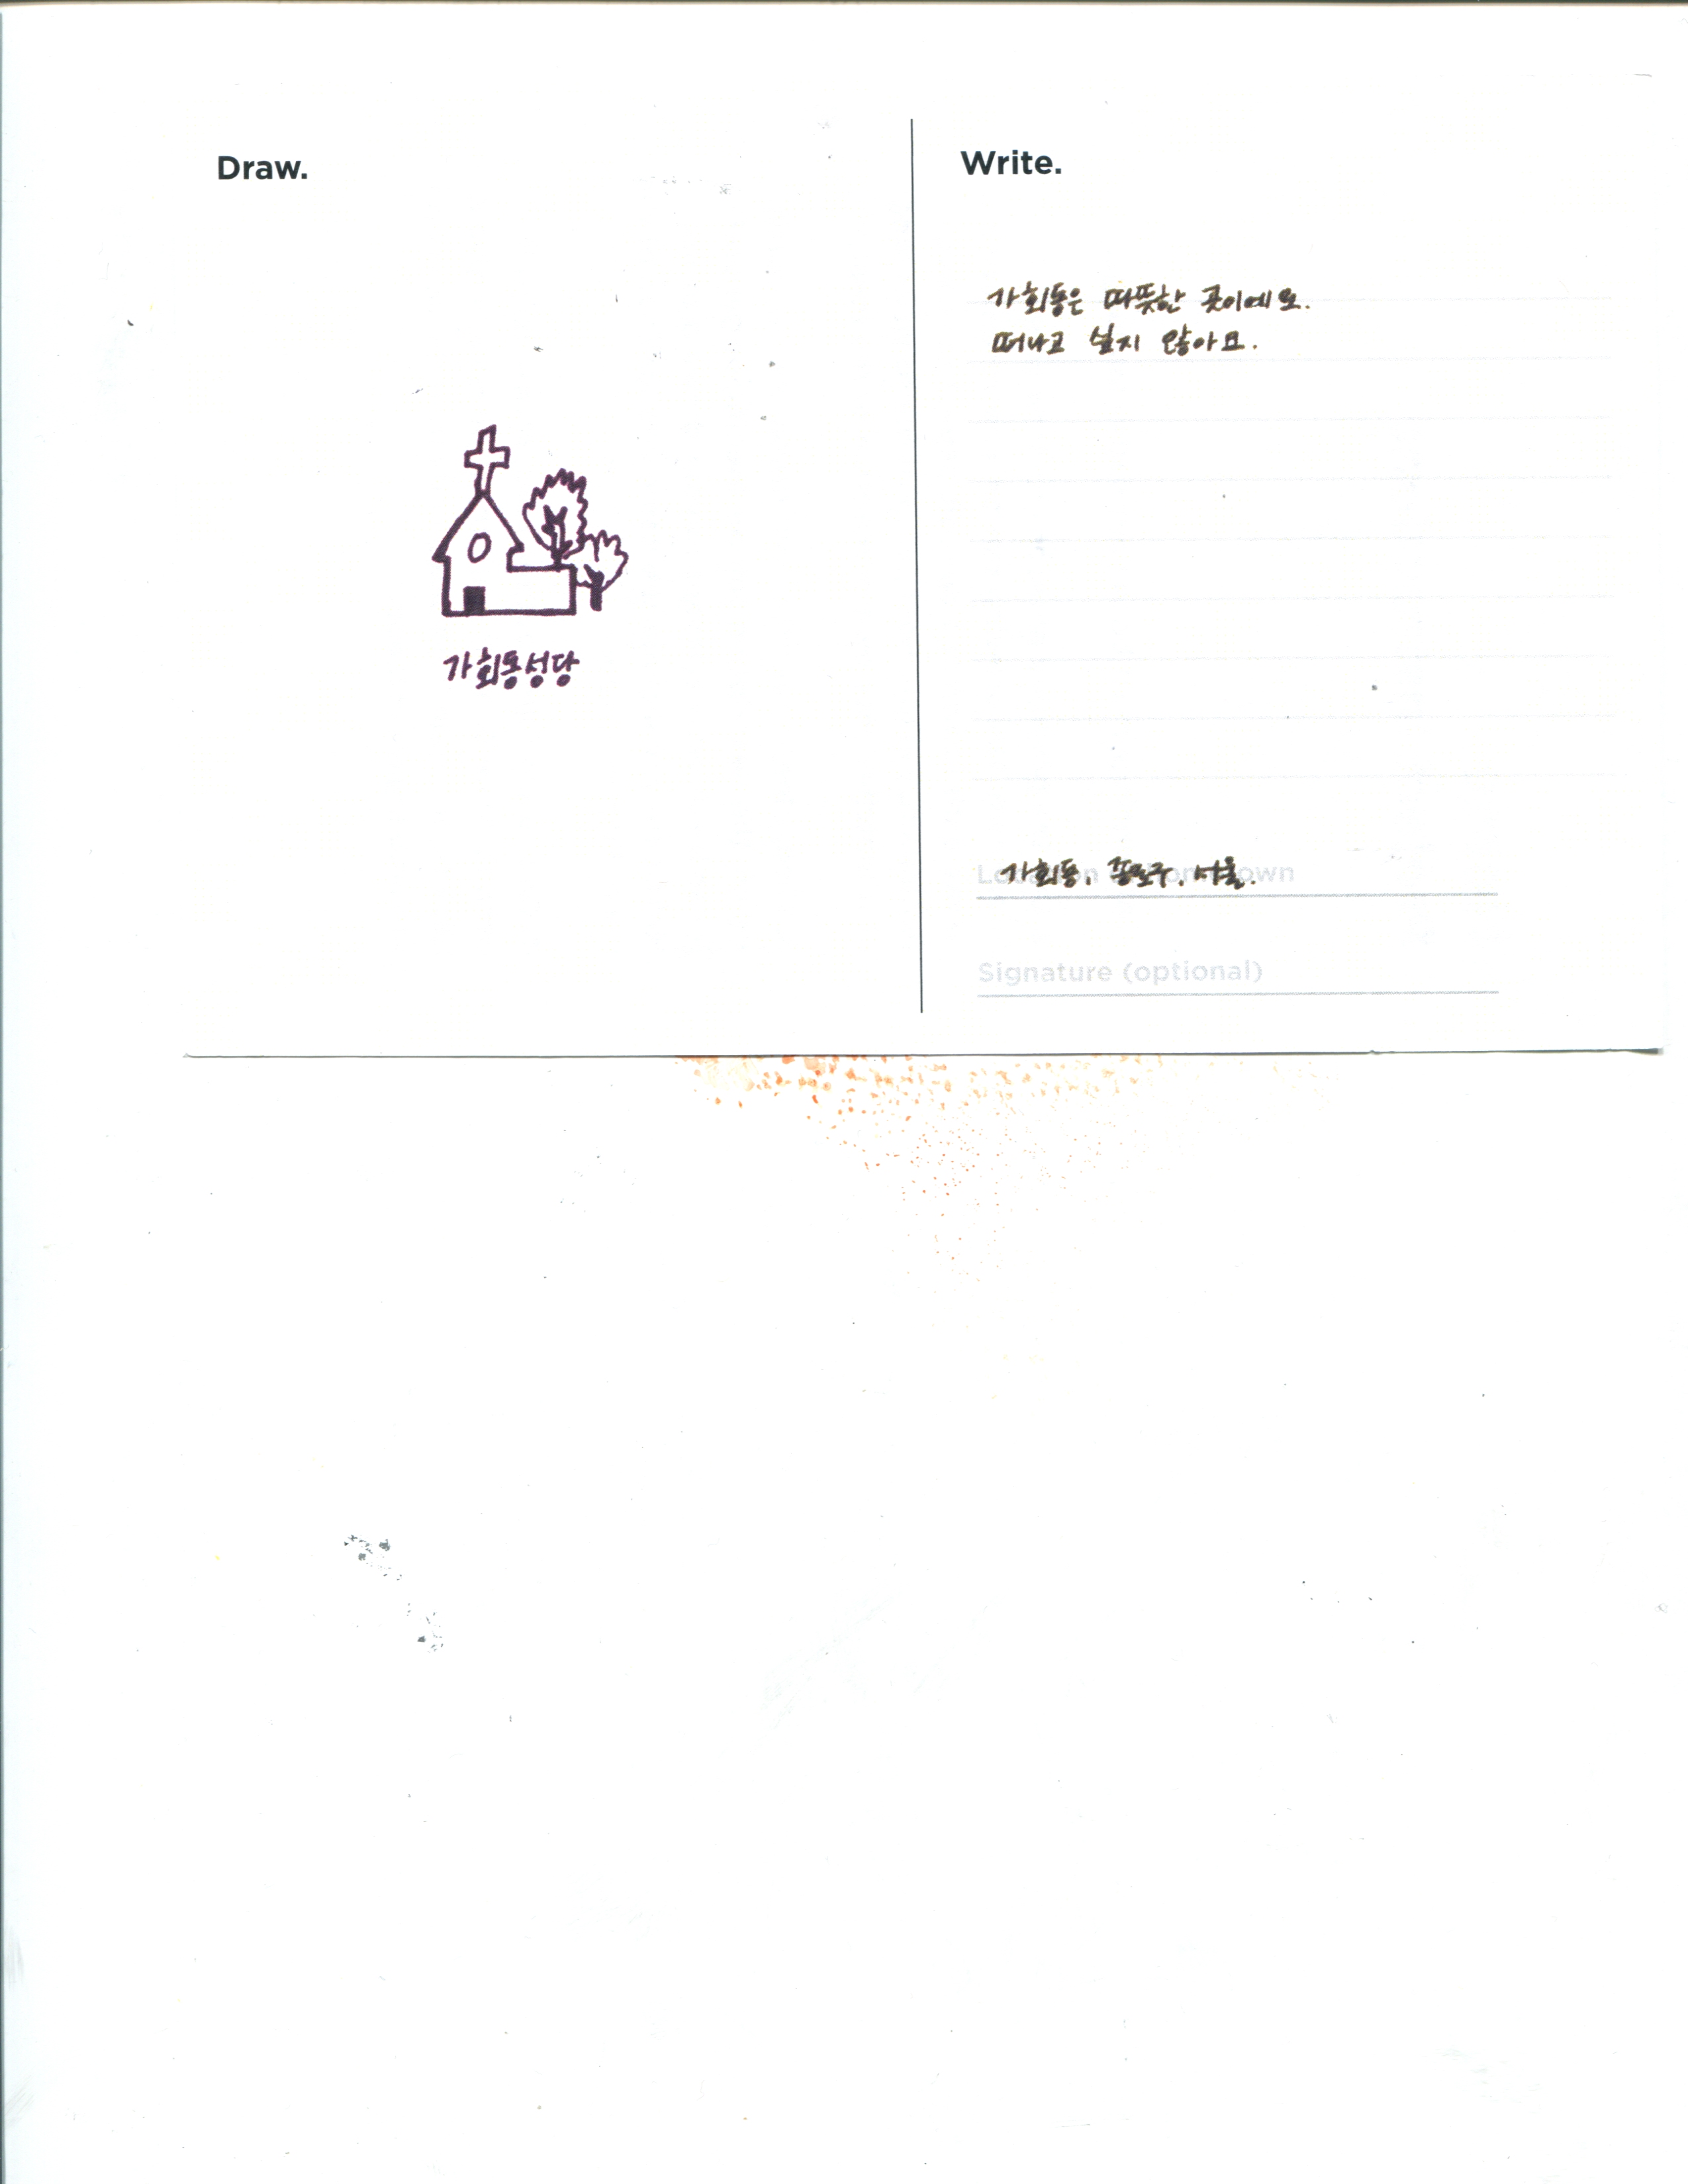 Draw.
가회동성당
Write.
가회동은 따뜻한 곳이에요.
떠나고 싶지 않아요.
가회동, 종로구, 서울.
Signature (optional)